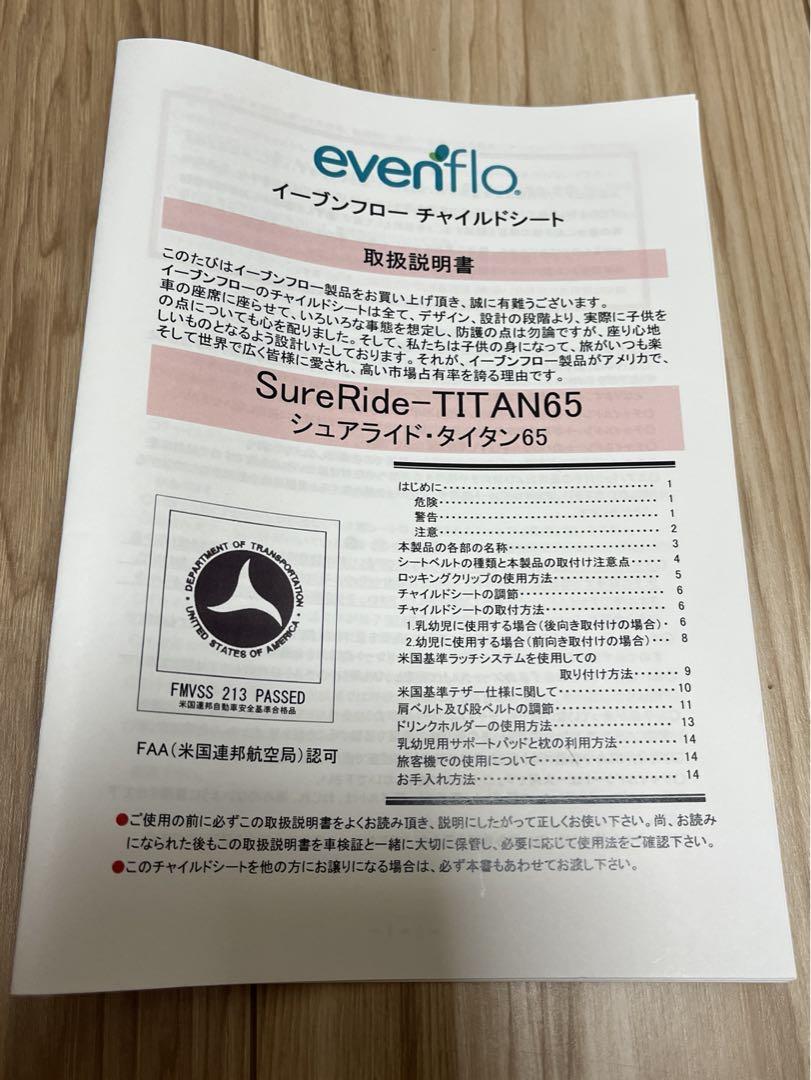 evenflo®
イーブンフロー チャイルドシート
取扱説明書
このたびはイーブンフロー製品をお買い上げ頂き、誠に有難うございます。
イーブンフローのチャイルドシートは全て、デザイン、設計の段階より、実際に子供を
車の座席に座らせて、いろいろな事態を想定し、防護の点は勿論ですが、座り心地
の点についても心を配りました。そして、私たちは子供の身になって、旅がいつも楽
しいものとなるよう設計いたしております。それが、イーブンフロー製品がアメリカで、
そして世界で広く皆様に愛され、高い市場占有率を誇る理由です。
SureRide-TITAN65
シュアライド・タイタン65
はじめに・・・・・・・・・・・・・・・・・・・・・・・・・・・・・・・・ 1
危険・・・・・・・・・・・・・・・・・・・・・・・・・・・・・・・・・・ 1
警告・・・・・・・・・・・・・・・・・・・・・・・・・・・・・・・・・・ 1
注意・・・・・・・・・・・・・・・・・・・・・・・・・・・・・・・・・・ 2
本製品の各部の名称・・・・・・・・・・・・・・・・・・・・・・ 3
シートベルトの種類と本製品の取付け注意点・・・・・ 4
ロッキングクリップの使用方法・・・・・・・・・・・・・・・・ 5
チャイルドシートの調節・・・・・・・・・・・・・・・・・・・・・ 6
チャイルドシートの取付方法・・・・・・・・・・・・・・・・・ 6
1.乳幼児に使用する場合(後向き取付けの場合)・ 6
2.幼児に使用する場合(前向き取付けの場合)・・・ 8
米国基準ラッチシステムを使用しての
取り付け方法・・・・・・・ 9
米国基準テザー仕様に関して・・・・・・・・・・・・・・・・・10
肩ベルト及び股ベルトの調節・・・・・・・・・・・・・・・・・ 11
ドリンクホルダーの使用方法・・・・・・・・・・・・・・・・・ 13
乳幼児用サポートパッドと枕の利用方法・・・・・・・・・ 14
旅客機での使用について・・・・・・・・・・・・・・・・・・・・ 14
お手入れ方法・・・・・・・・・・・・・・・・・・・・・・・・・・・・・ 14
DEPARTMENT OF TRANSPORTATION
UNITED STATES OF AMERICA
FMVSS 213 PASSED
米国連邦自動車安全基準合格品
FAA(米国連邦航空局)認可
●ご使用の前に必ずこの取扱説明書をよくお読み頂き、説明にしたがって正しくお使い下さい。尚、お読み
になられた後もこの取扱説明書を車検証と一緒に大切に保管し、必要に応じて使用法をご確認下さい。
●このチャイルドシートを他の方にお譲りになる場合は、必ず本書もあわせてお渡し下さい。